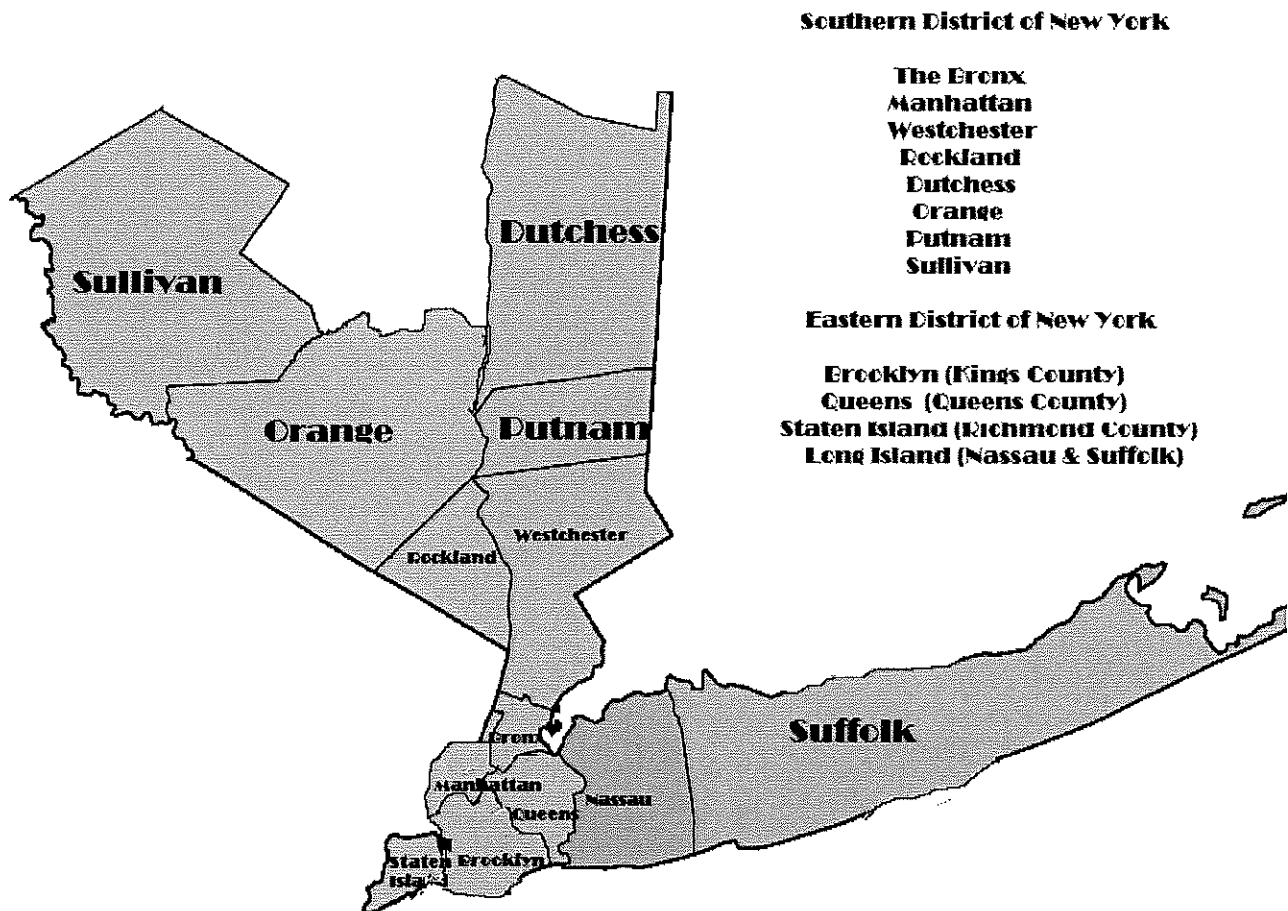 Southern District of New York
The Bronx
Manhattan
Westchester
Rockland
Dutchess
Orange
Putnam
Sullivan
Eastern District of New York
Brooklyn (Kings County)
Queens (Queens County)
Staten Island (Richmond County)
Long Island (Nassau & Suffolk)
Dutchess
Sullivan
Orange
Putnam
Westchester
Rockland
Suffolk
Bronx
Manhattan
Nassau
Queens
Staten
Isla
Brooklyn